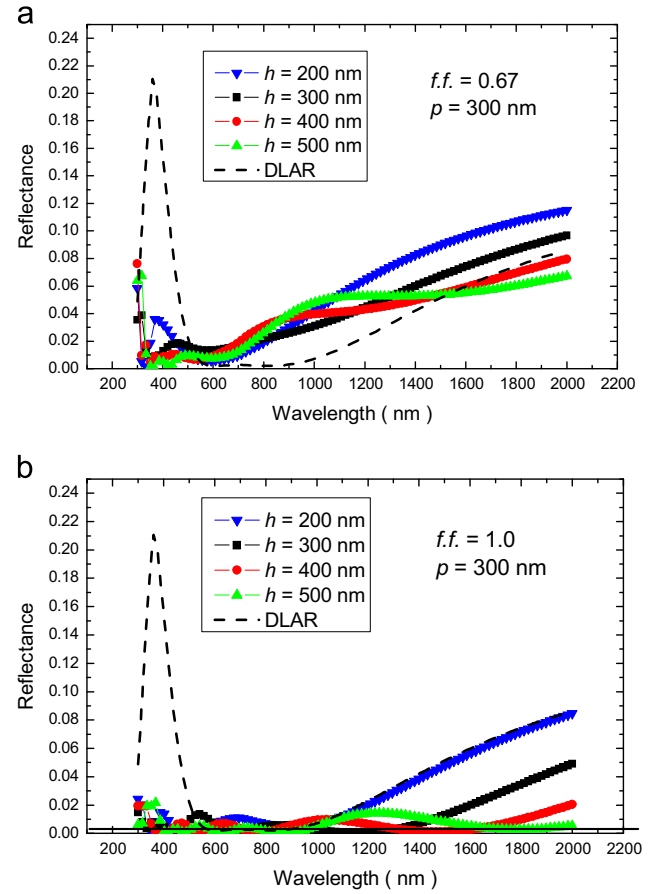 a
0.24
0.22
0.20
0.18
0.16
0.14
0.12
0.10
0.08
0.06
0.04
0.02
0.00
Reflectance
h = 200 nm
h = 300 nm
h = 400 nm
h = 500 nm
DLAR
f.f. = 0.67
p = 300 nm
200 400 600 800 1000 1200 1400 1600 1800 2000 2200
Wavelength ( nm )
b
0.24
0.22
0.20
0.18
0.16
0.14
0.12
0.10
0.08
0.06
0.04
0.02
0.00
Reflectance
h = 200 nm
h = 300 nm
h = 400 nm
h = 500 nm
DLAR
f.f. = 1.0
p = 300 nm
200 400 600 800 1000 1200 1400 1600 1800 2000 2200
Wavelength ( nm )